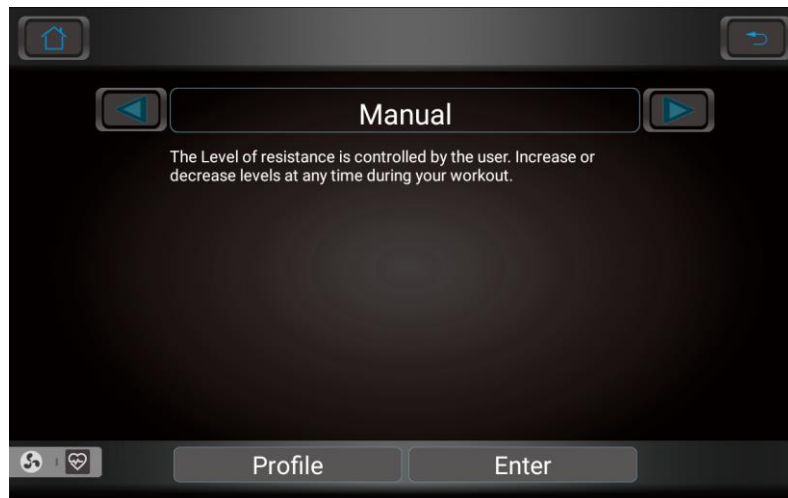 Manual
The Level of resistance is controlled by the user. Increase or
decrease levels at any time during your workout.
Profile
Enter